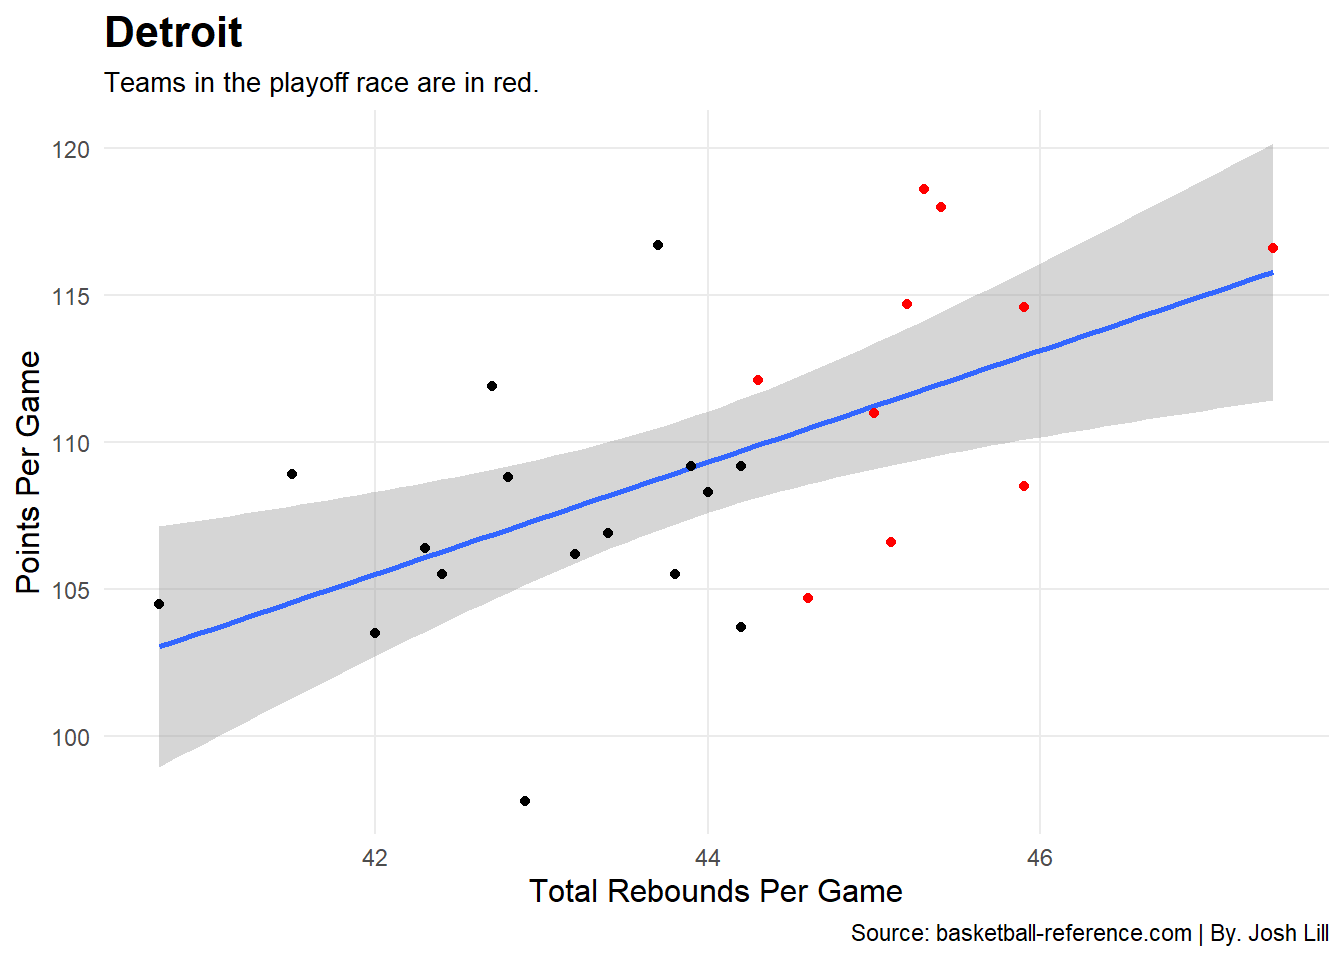 Detroit
Teams in the playoff race are in red.
120
115
110
105
100
Points Per Game
42
44
46
Total Rebounds Per Game
Source: basketball-reference.com | By. Josh Lill